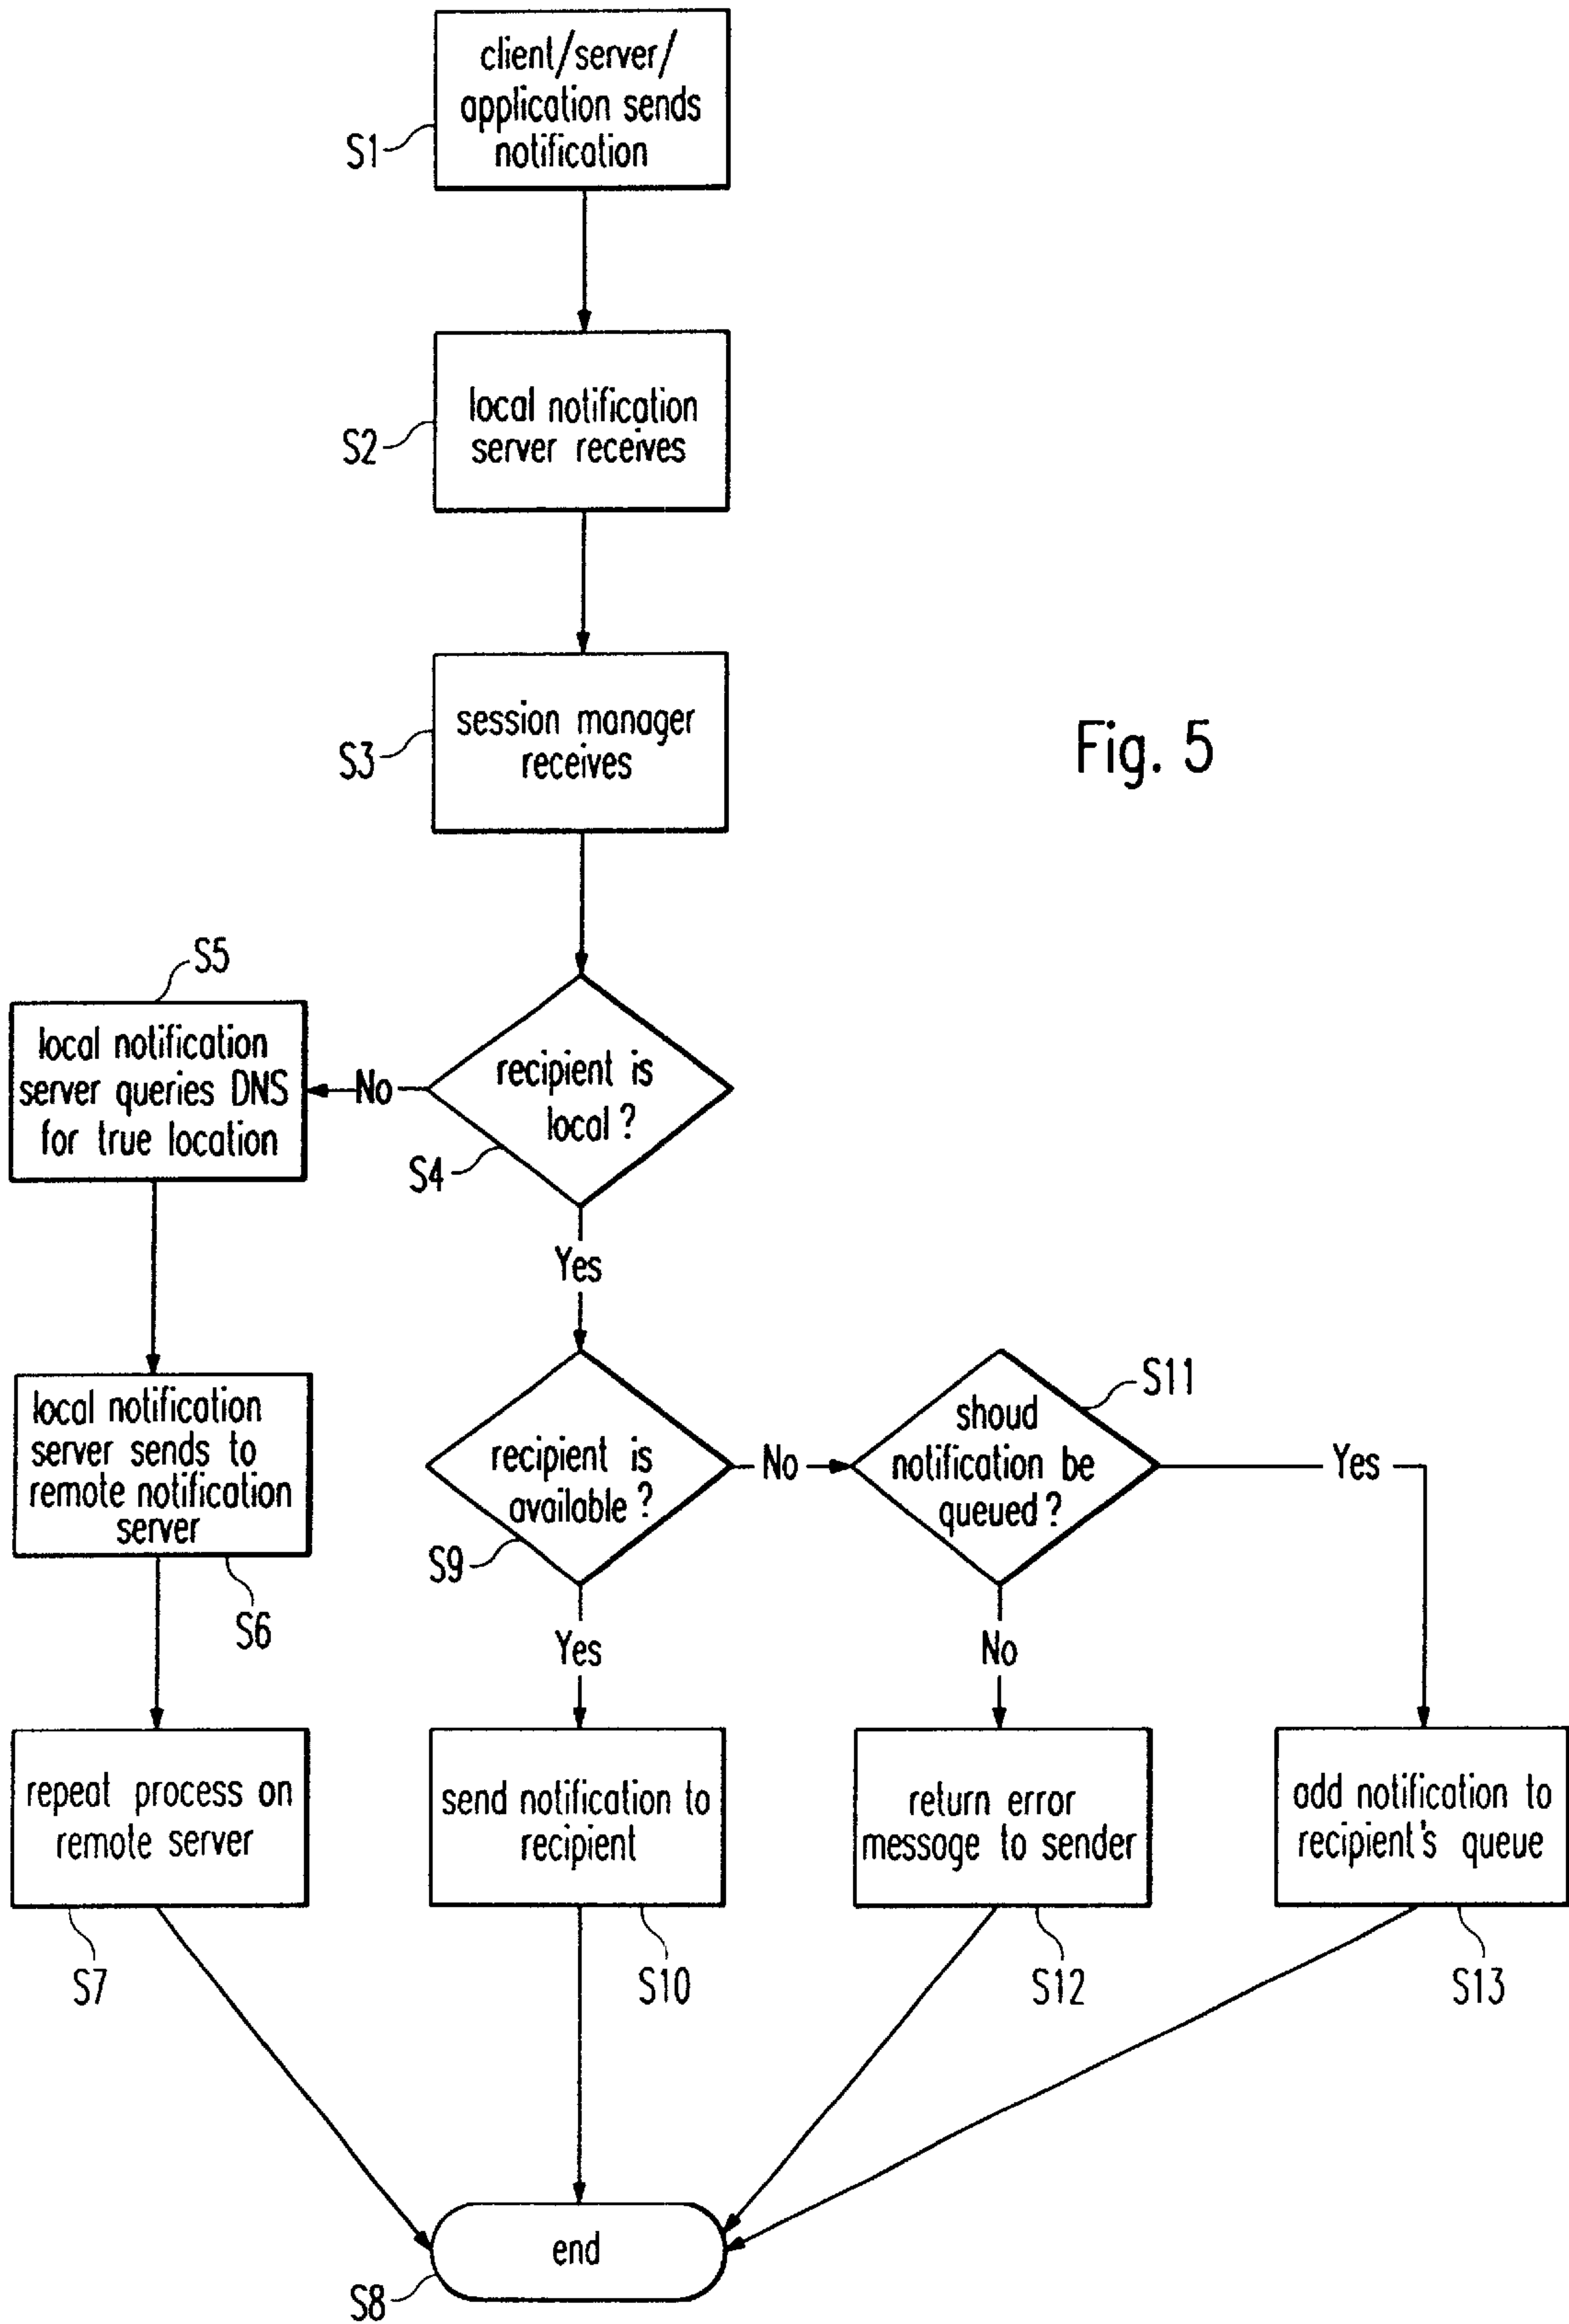 client/server/
application sends
notification
S1
local notification
server receives
S2
session manager
receives
S3
Fig. 5
S5
local notification
server queries DNS
for true location
No
recipient is
local?
S4
Yes
local notification
server sends to
remote notification
server
S6
recipient is
available?
S9
No
shoud
notification be
queued?
S11
Yes
Yes
No
repeat process on
remote server
S7
send notification to
recipient
S10
return error
message to sender
S12
add notification to
recipient's queue
S13
end
S8